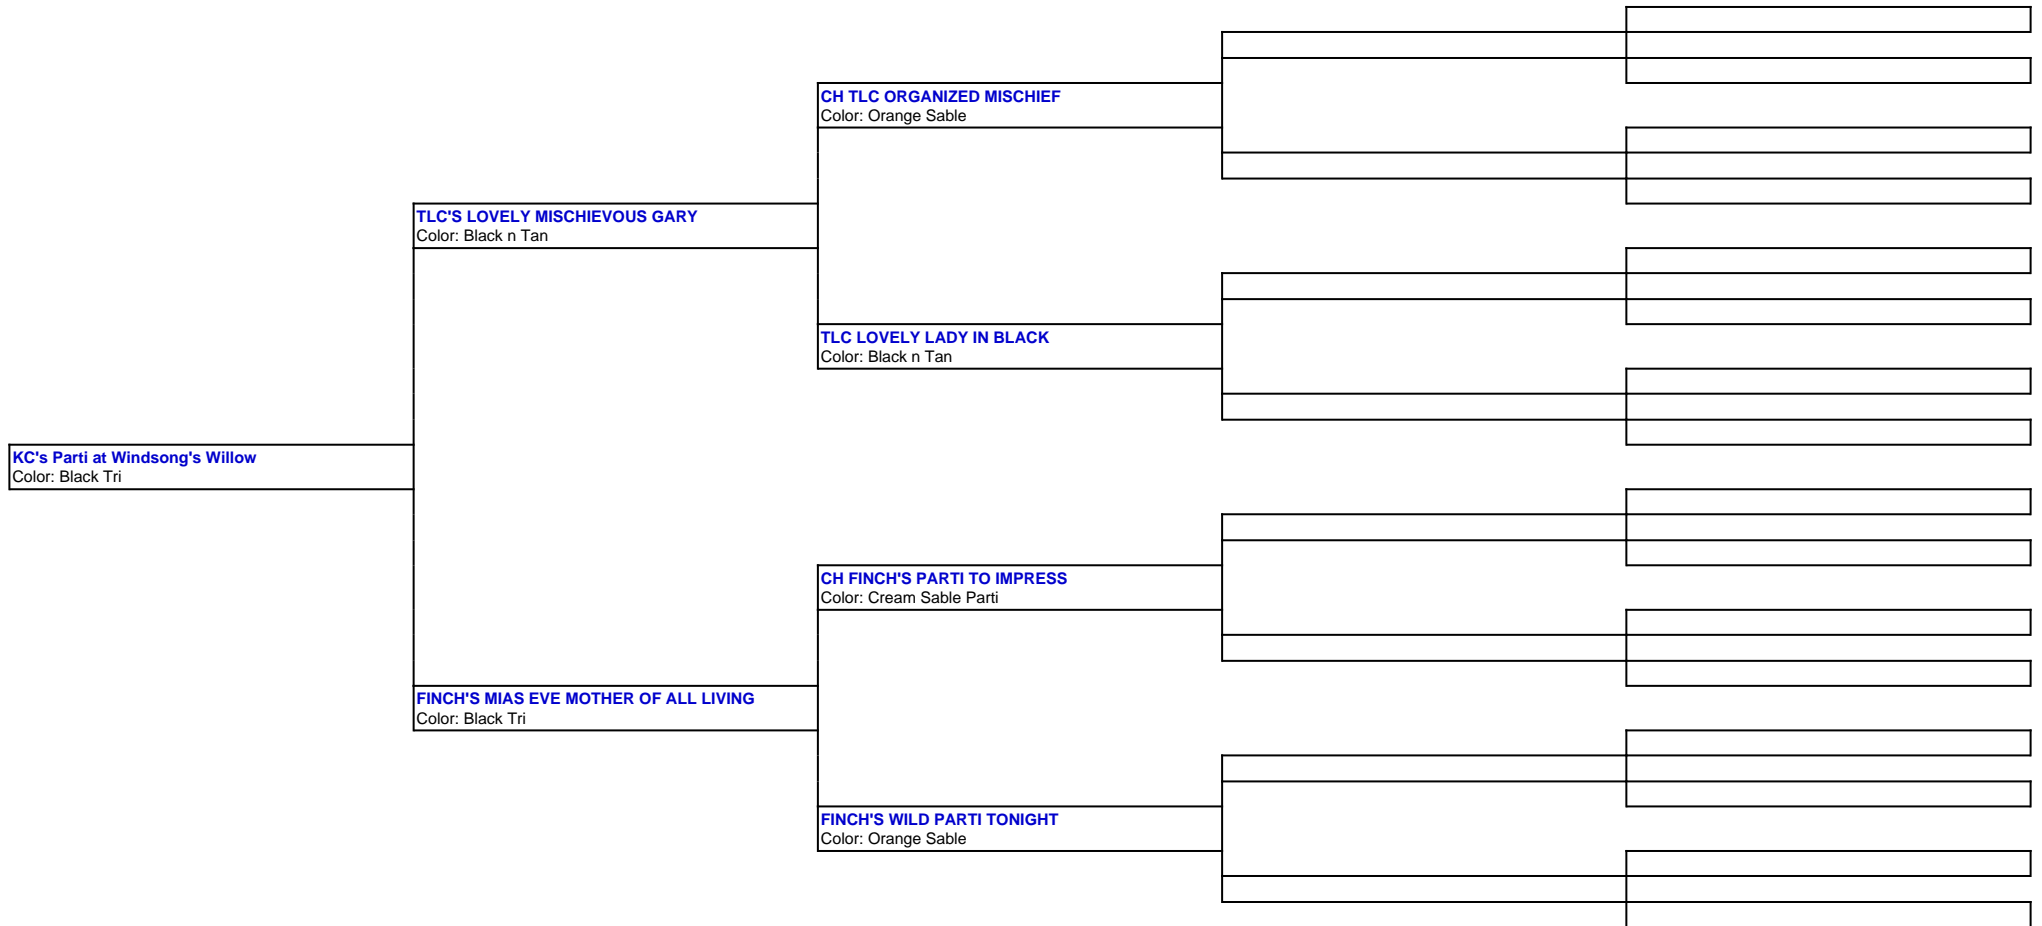 CH TLC ORGANIZED MISCHIEF
Color: Orange Sable
TLC'S LOVELY MISCHIEVOUS GARY
Color: Black n Tan
TLC LOVELY LADY IN BLACK
Color: Black n Tan
KC's Parti at Windsong's Willow
Color: Black Tri
CH FINCH'S PARTI TO IMPRESS
Color: Cream Sable Parti
FINCH'S MIAS EVE MOTHER OF ALL LIVING
Color: Black Tri
FINCH'S WILD PARTI TONIGHT
Color: Orange Sable